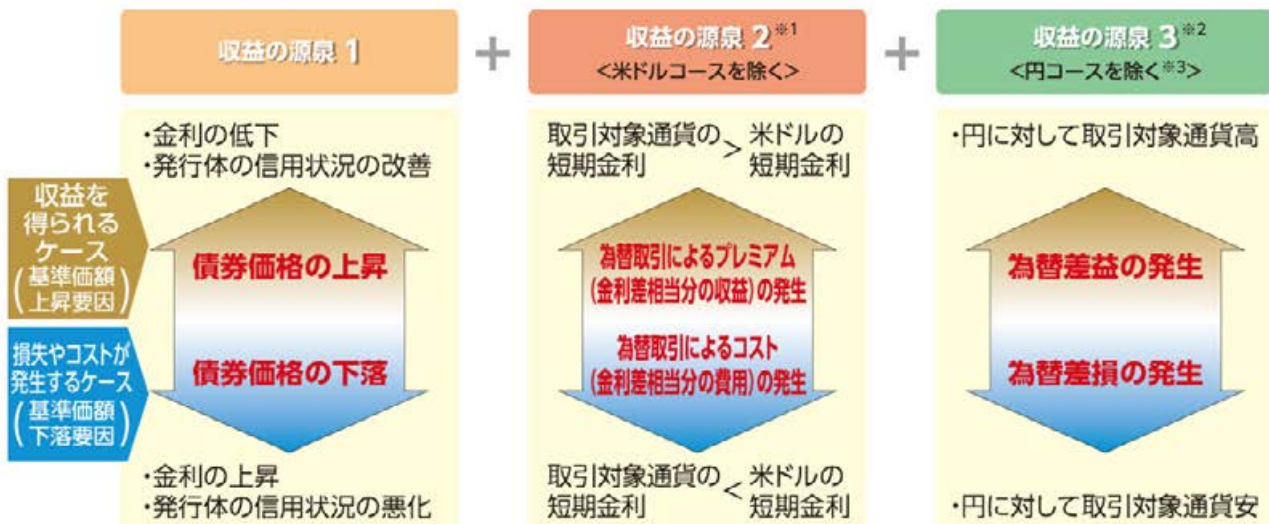 収益の源泉 1
+
収益の源泉 2※1
<米ドルコースを除く>
+
収益の源泉 3※2
<円コースを除く※3>
収益を
得られる
ケース
(基準価額
上昇要因)
損失やコストが
発生するケース
(基準価額
下落要因)
・金利の低下
・発行体の信用状況の改善
債券価格の上昇
債券価格の下落
・金利の上昇
・発行体の信用状況の悪化
取引対象通貨の
短期金利
>
米ドルの
短期金利
為替取引によるプレミアム
(金利差相当分の収益)の発生
為替取引によるコスト
(金利差相当分の費用)の発生
取引対象通貨の
短期金利
<
米ドルの
短期金利
・円に対して取引対象通貨高
為替差益の発生
為替差損の発生
・円に対して取引対象通貨安